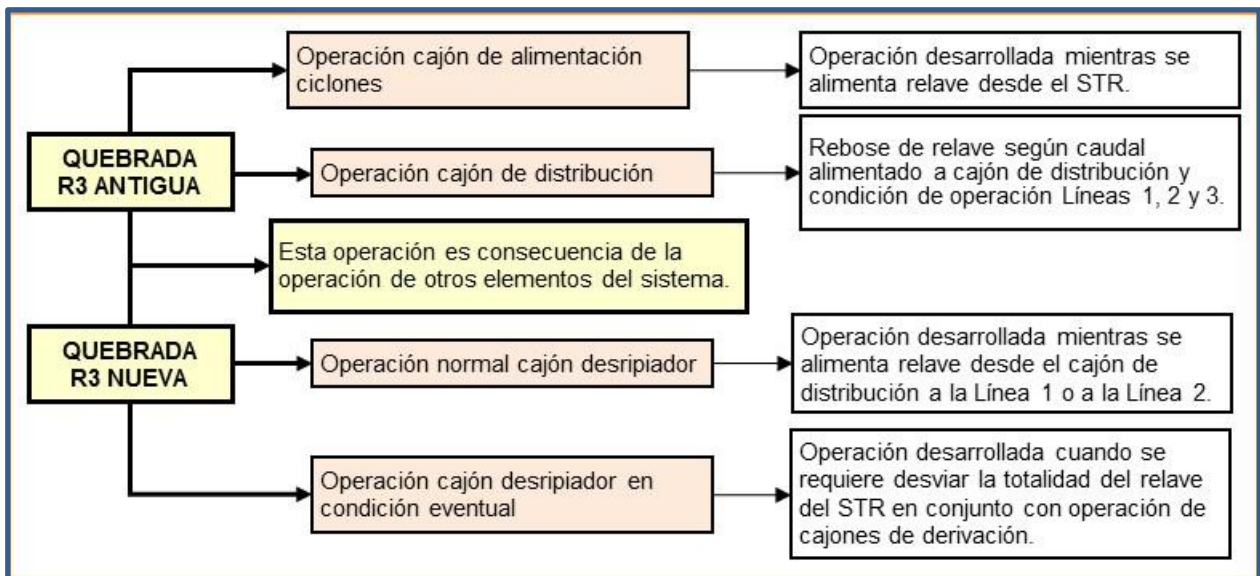 Operación cajón de alimentación
ciclones
Operación desarrollada mientras se
alimenta relave desde el STR.
QUEBRADA
R3 ANTIGUA
Operación cajón de distribución
Rebose de relave según caudal
alimentado a cajón de distribución y
condición de operación Líneas 1, 2 y 3.
Esta operación es consecuencia de la
operación de otros elementos del sistema.
QUEBRADA
R3 NUEVA
Operación normal cajón desripiador
Operación desarrollada mientras se
alimenta relave desde el cajón de
distribución a la Línea 1 o a la Línea 2.
Operación cajón desripiador en
condición eventual
Operación desarrollada cuando se
requiere desviar la totalidad del relave
del STR en conjunto con operación de
cajones de derivación.